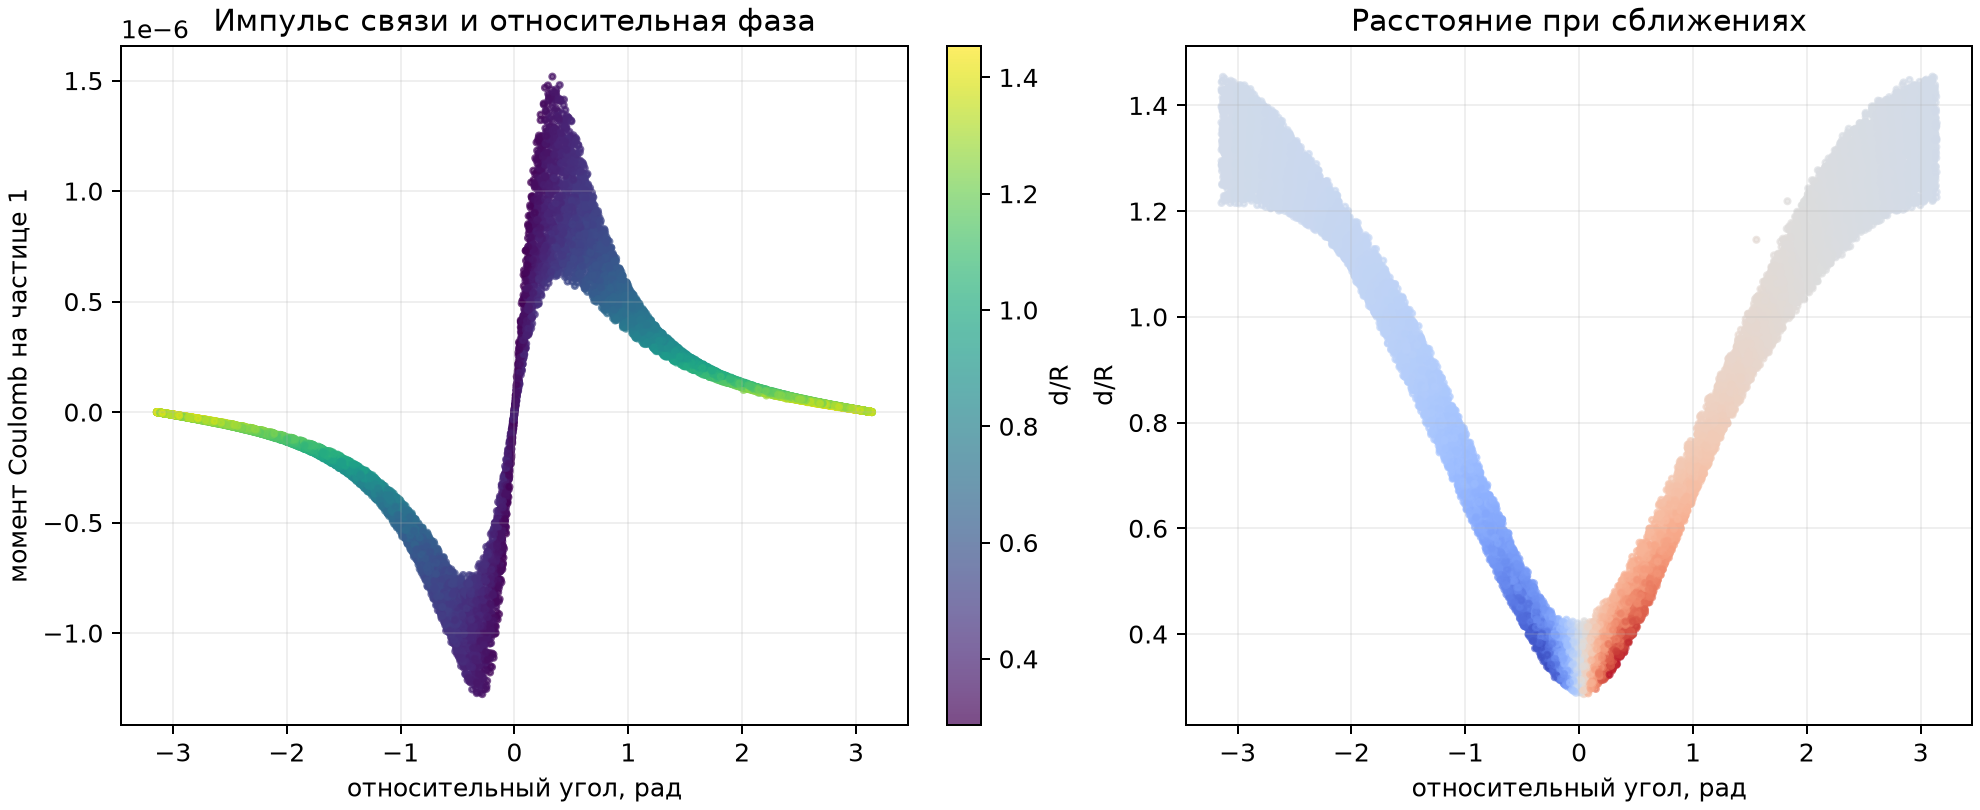 Импульс связи и относительная фаза
1e−6
1.5
1.0
0.5
0.0
−0.5
−1.0
момент Coulomb на частице 1
−3 −2 −1 0 1 2 3
относительный угол, рад
1.4
1.2
1.0
0.8
0.6
0.4
d/R
Расстояние при сближениях
1.4
1.2
1.0
0.8
0.6
0.4
d/R
−3 −2 −1 0 1 2 3
относительный угол, рад